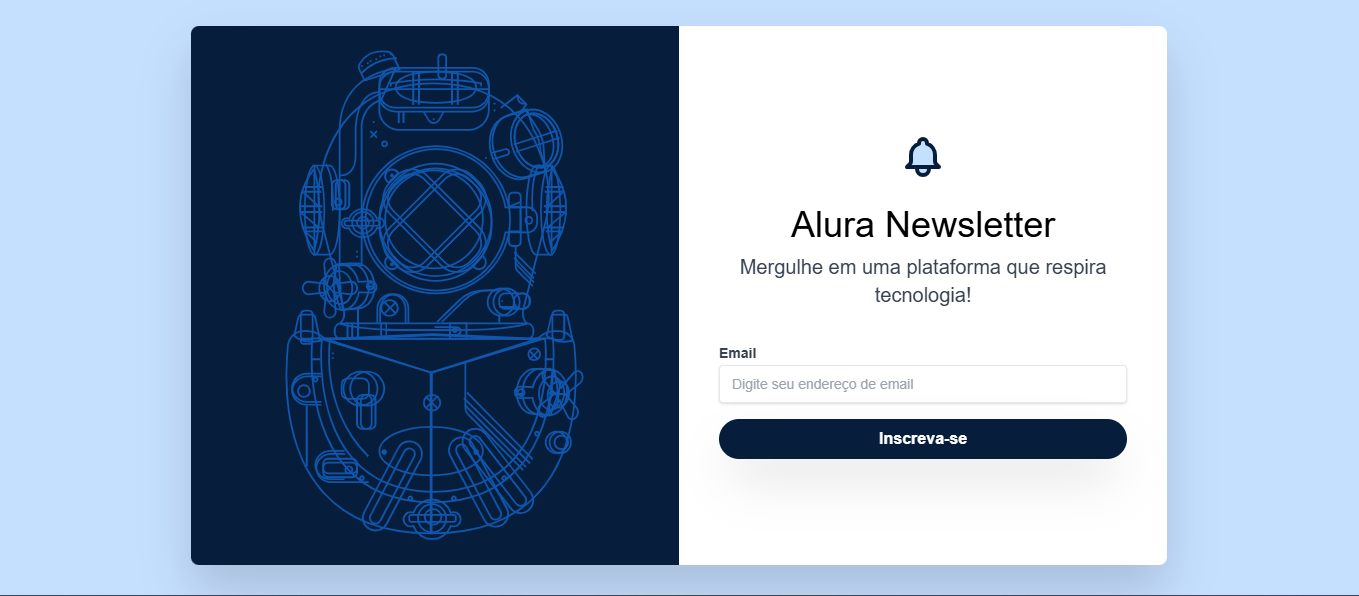 Alura Newsletter
Mergulhe em uma plataforma que respira
tecnologia!
Email
Digite seu endereço de email
Inscreva-se